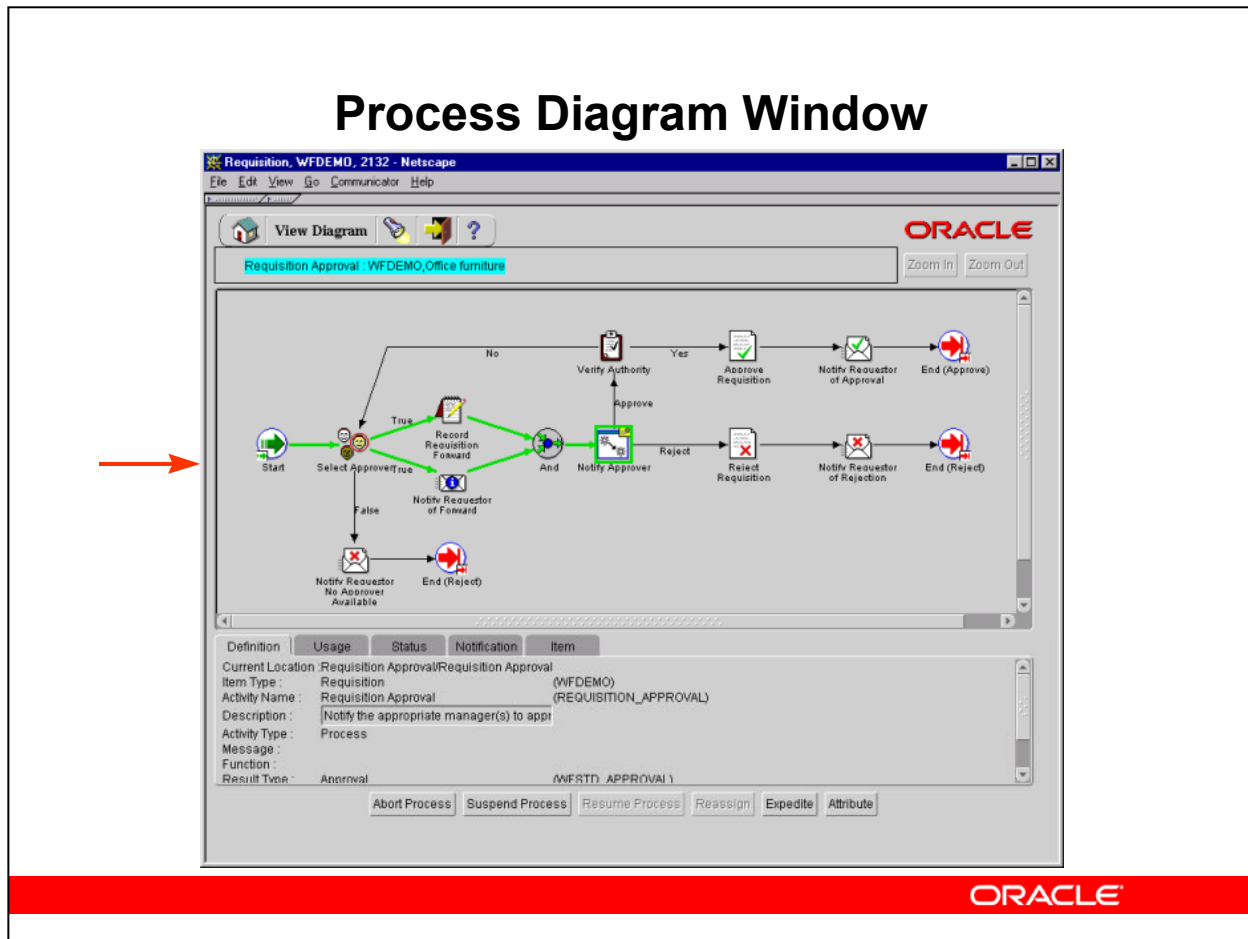 Process Diagram Window
Requisition, WFDEMO, 2132 - Netscape
File Edit View Go Communicator Help
View Diagram ?
ORACLE
Requisition Approval : WFDEMO,Office furniture
Zoom In Zoom Out
No
Verify Authority
Yes
Approve
Requisition
Notify Requestor
of Approval
End (Approve)
Approve
True
Record
Requisition
Forward
Start
Select Approver
True
And
Notify Approver
Reject
Reject
Requisition
Notify Requestor
of Rejection
End (Reject)
Notify Requestor
of Forward
False
Notify Requestor
No Approver
Available
End (Reject)
Definition Usage Status Notification Item
Current Location :Requisition Approval/Requisition Approval
Item Type : Requisition (WFDEMO)
Activity Name : Requisition Approval (REQUISITION_APPROVAL)
Description : Notify the appropriate manager(s) to appr
Activity Type : Process
Message :
Function :
Result Type : Approval (WFSTD_APPROVAL)
Abort Process Suspend Process Resume Process Reassign Expedite Attribute
ORACLE